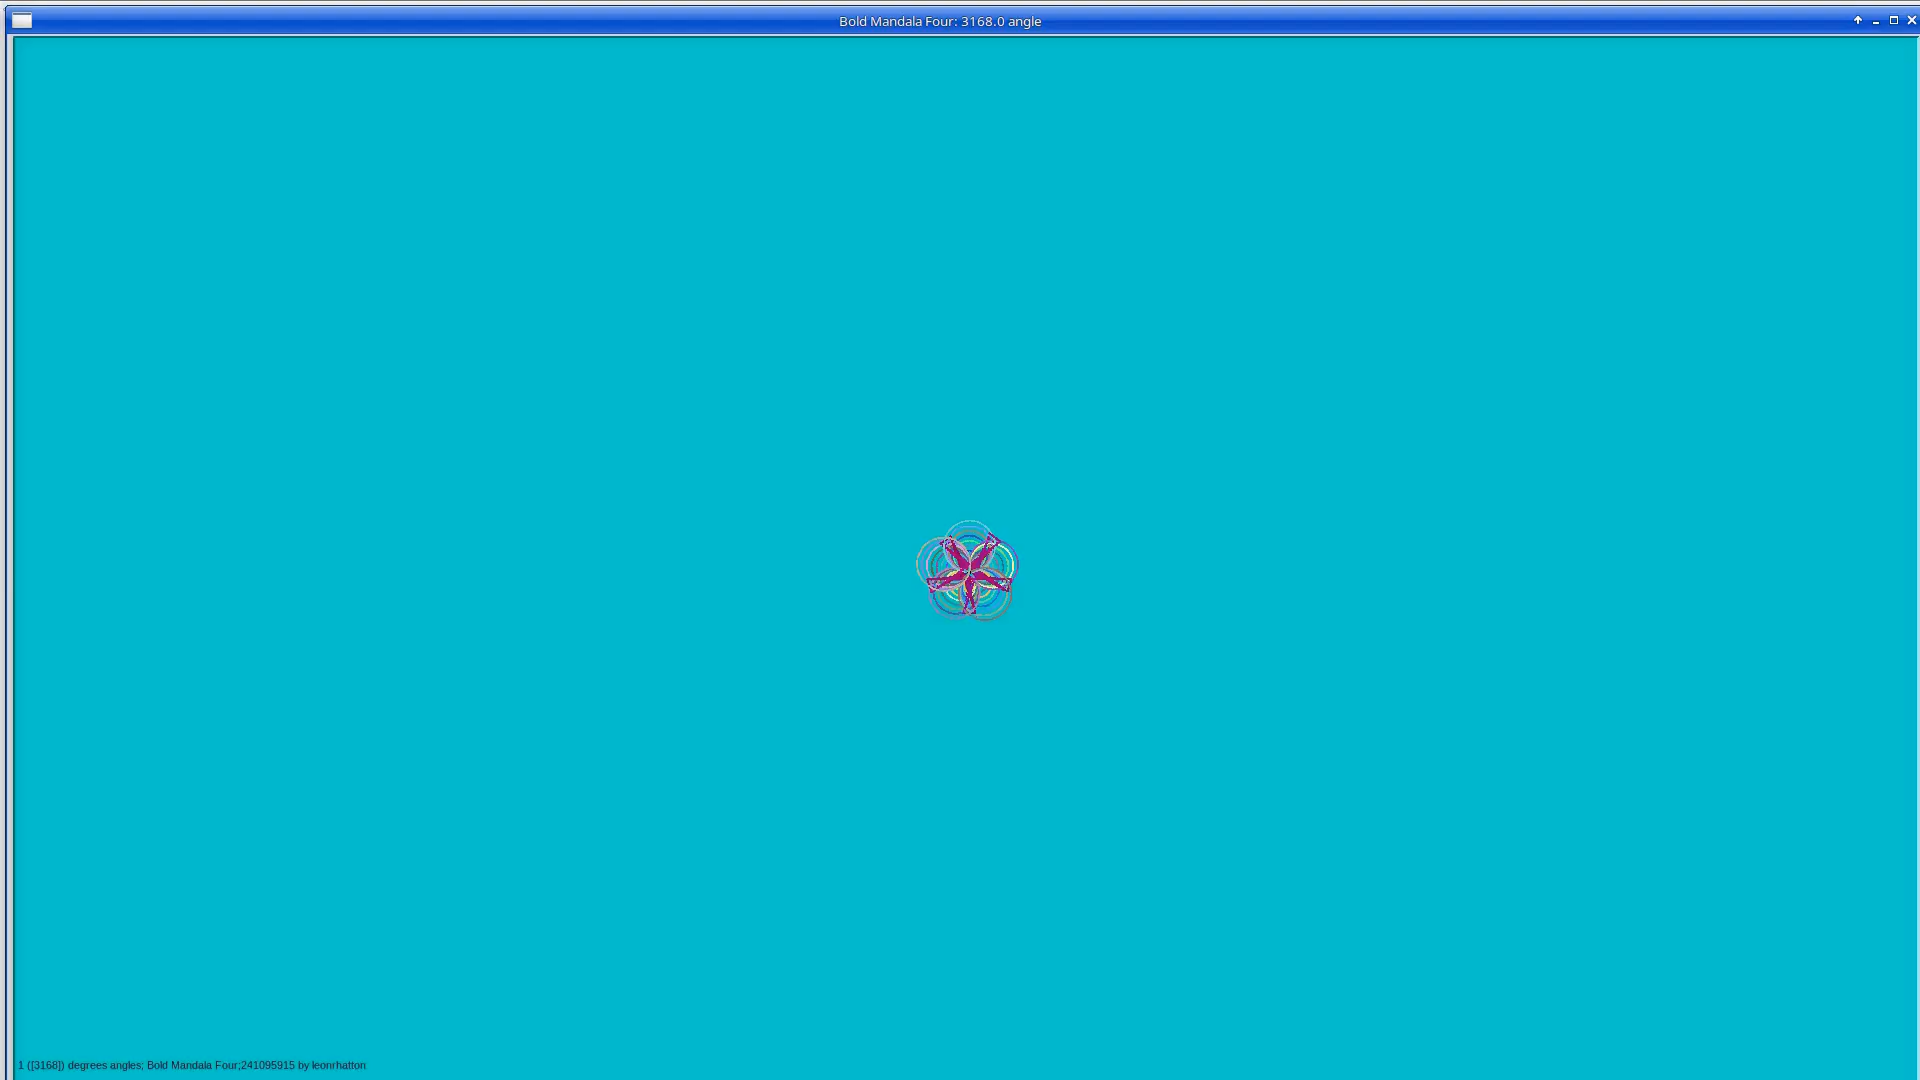 Bold Mandala Four: 3168.0 angle
1 ([3168]) degrees angles; Bold Mandala Four;241095915 by leonrhatton